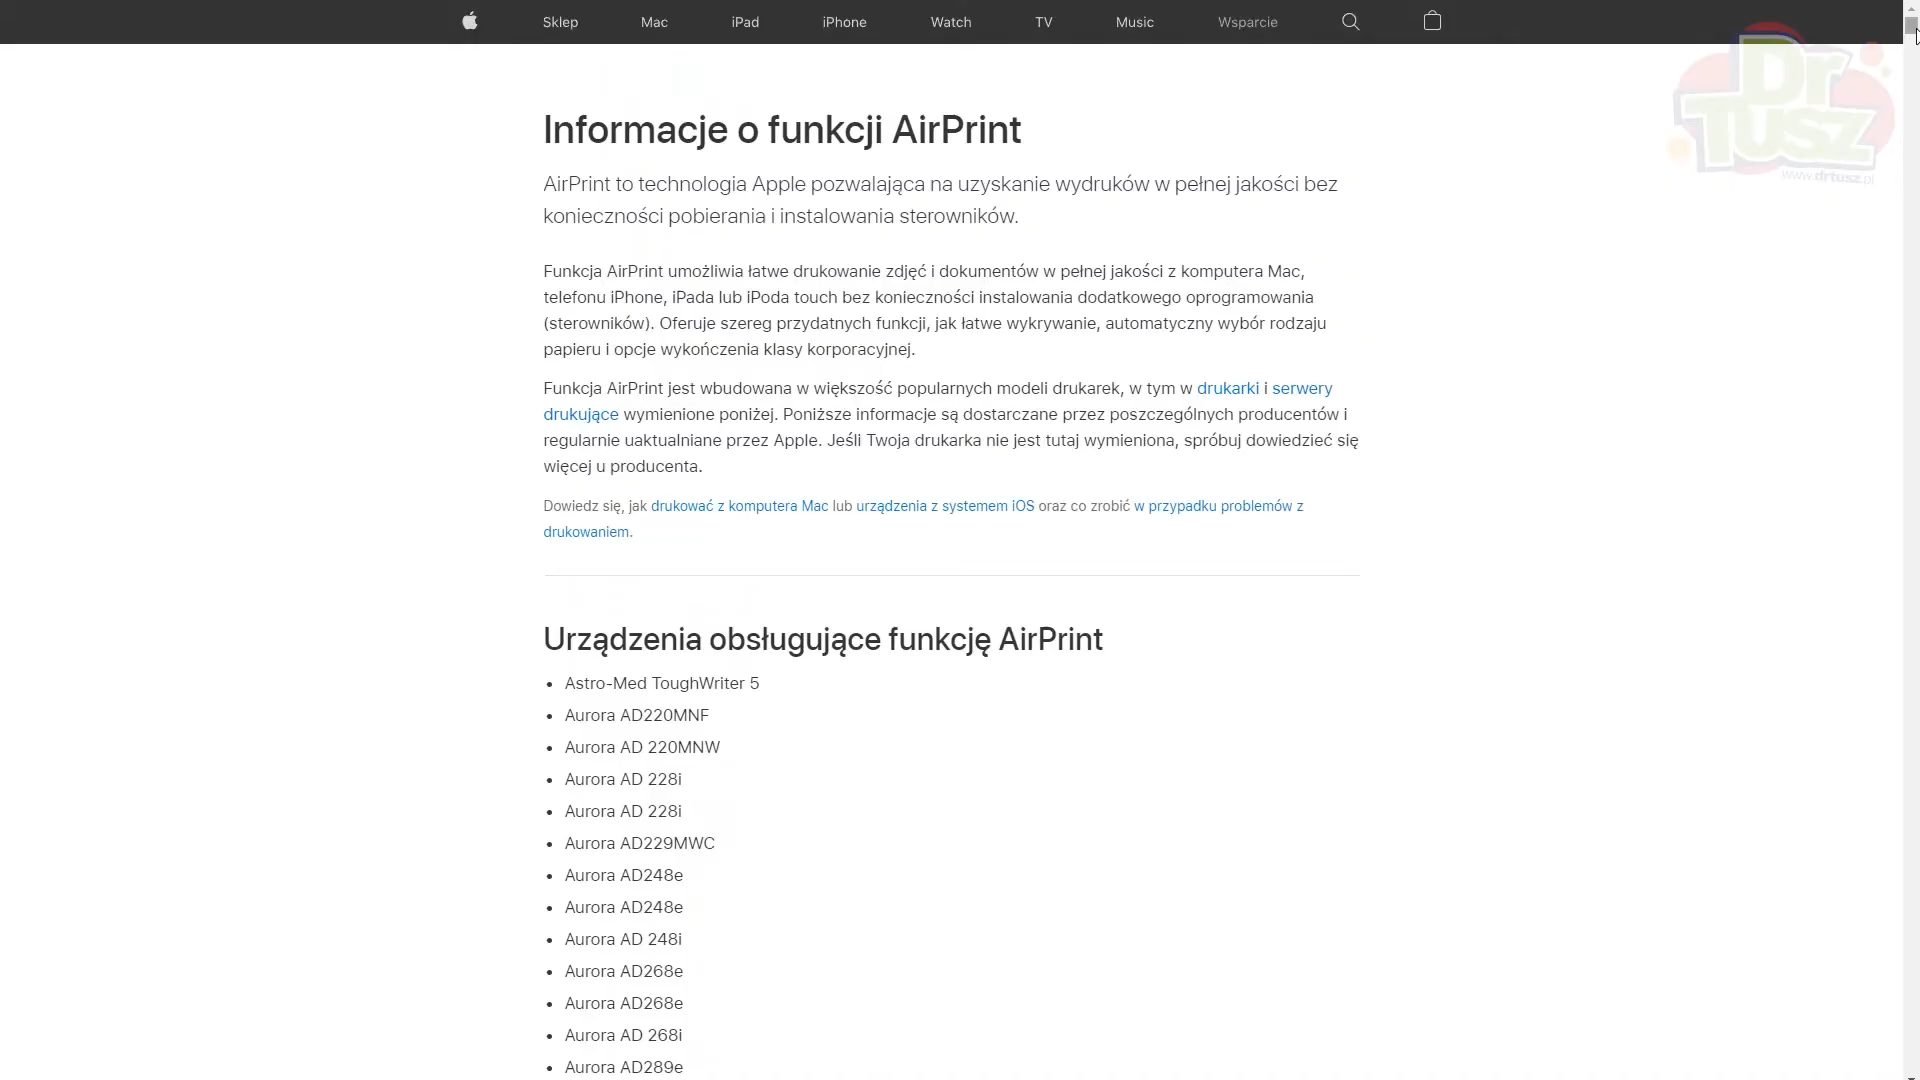 Sklep Mac iPad iPhone Watch TV Music Wsparcie
Dr
TUSZ
www.drtusz.pl
Informacje o funkcji AirPrint
AirPrint to technologia Apple pozwalająca na uzyskanie wydruków w pełnej jakości bez
konieczności pobierania i instalowania sterowników.
Funkcja AirPrint umożliwia łatwe drukowanie zdjęć i dokumentów w pełnej jakości z komputera Mac,
telefonu iPhone, iPada lub iPoda touch bez konieczności instalowania dodatkowego oprogramowania
(sterowników). Oferuje szereg przydatnych funkcji, jak łatwe wykrywanie, automatyczny wybór rodzaju
papieru i opcje wykończenia klasy korporacyjnej.
Funkcja AirPrint jest wbudowana w większość popularnych modeli drukarek, w tym w drukarki i serwery
drukujące wymienione poniżej. Poniższe informacje są dostarczane przez poszczególnych producentów i
regularnie uaktualniane przez Apple. Jeśli Twoja drukarka nie jest tutaj wymieniona, spróbuj dowiedzieć się
więcej u producenta.
Dowiedz się, jak drukować z komputera Mac lub urządzenia z systemem iOS oraz co zrobić w przypadku problemów z
drukowaniem.
Urządzenia obsługujące funkcję AirPrint
• Astro-Med ToughWriter 5
• Aurora AD220MNF
• Aurora AD 220MNW
• Aurora AD 228i
• Aurora AD 228i
• Aurora AD229MWC
• Aurora AD248e
• Aurora AD248e
• Aurora AD 248i
• Aurora AD268e
• Aurora AD268e
• Aurora AD 268i
• Aurora AD289e